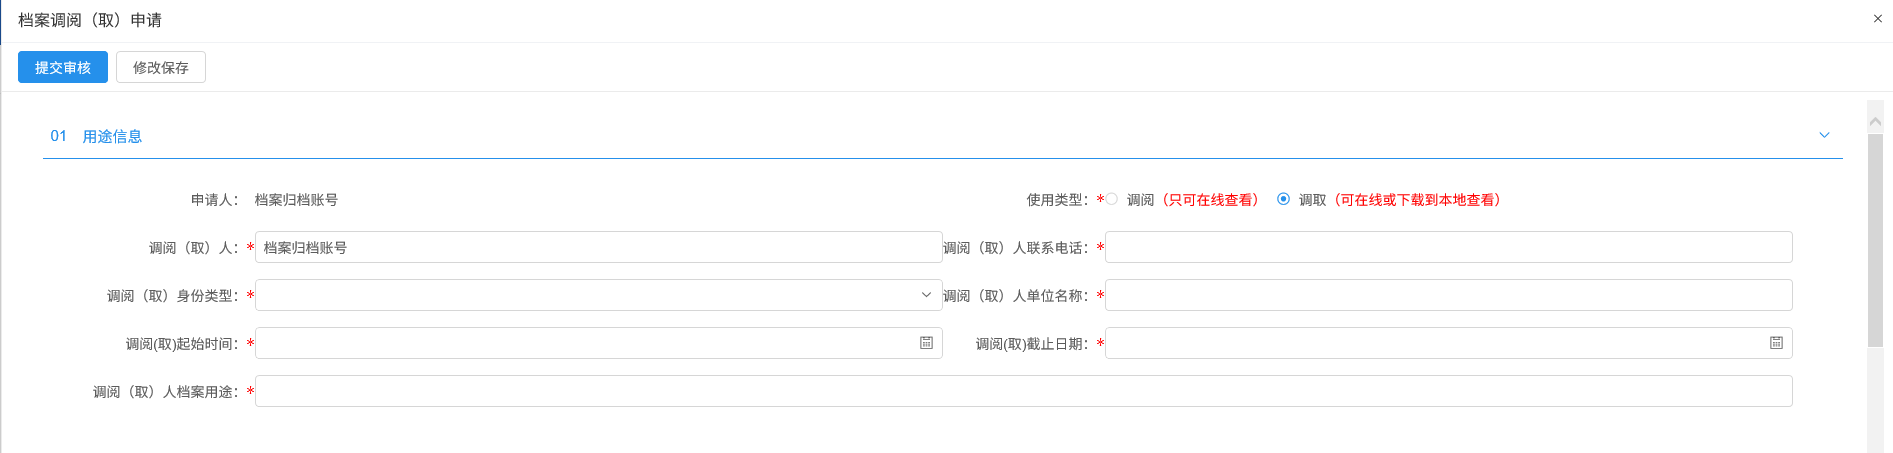 档案调阅（取）申请
×
提交审核 修改保存
01 用途信息
申请人： 档案归档账号 使用类型：* 调阅（只可在线查看） 调取（可在线或下载到本地查看）
调阅（取）人：* 档案归档账号 调阅（取）人联系电话：*
调阅（取）身份类型：* 调阅（取）人单位名称：*
调阅(取)起始时间：* 调阅(取)截止日期：*
调阅（取）人档案用途：*